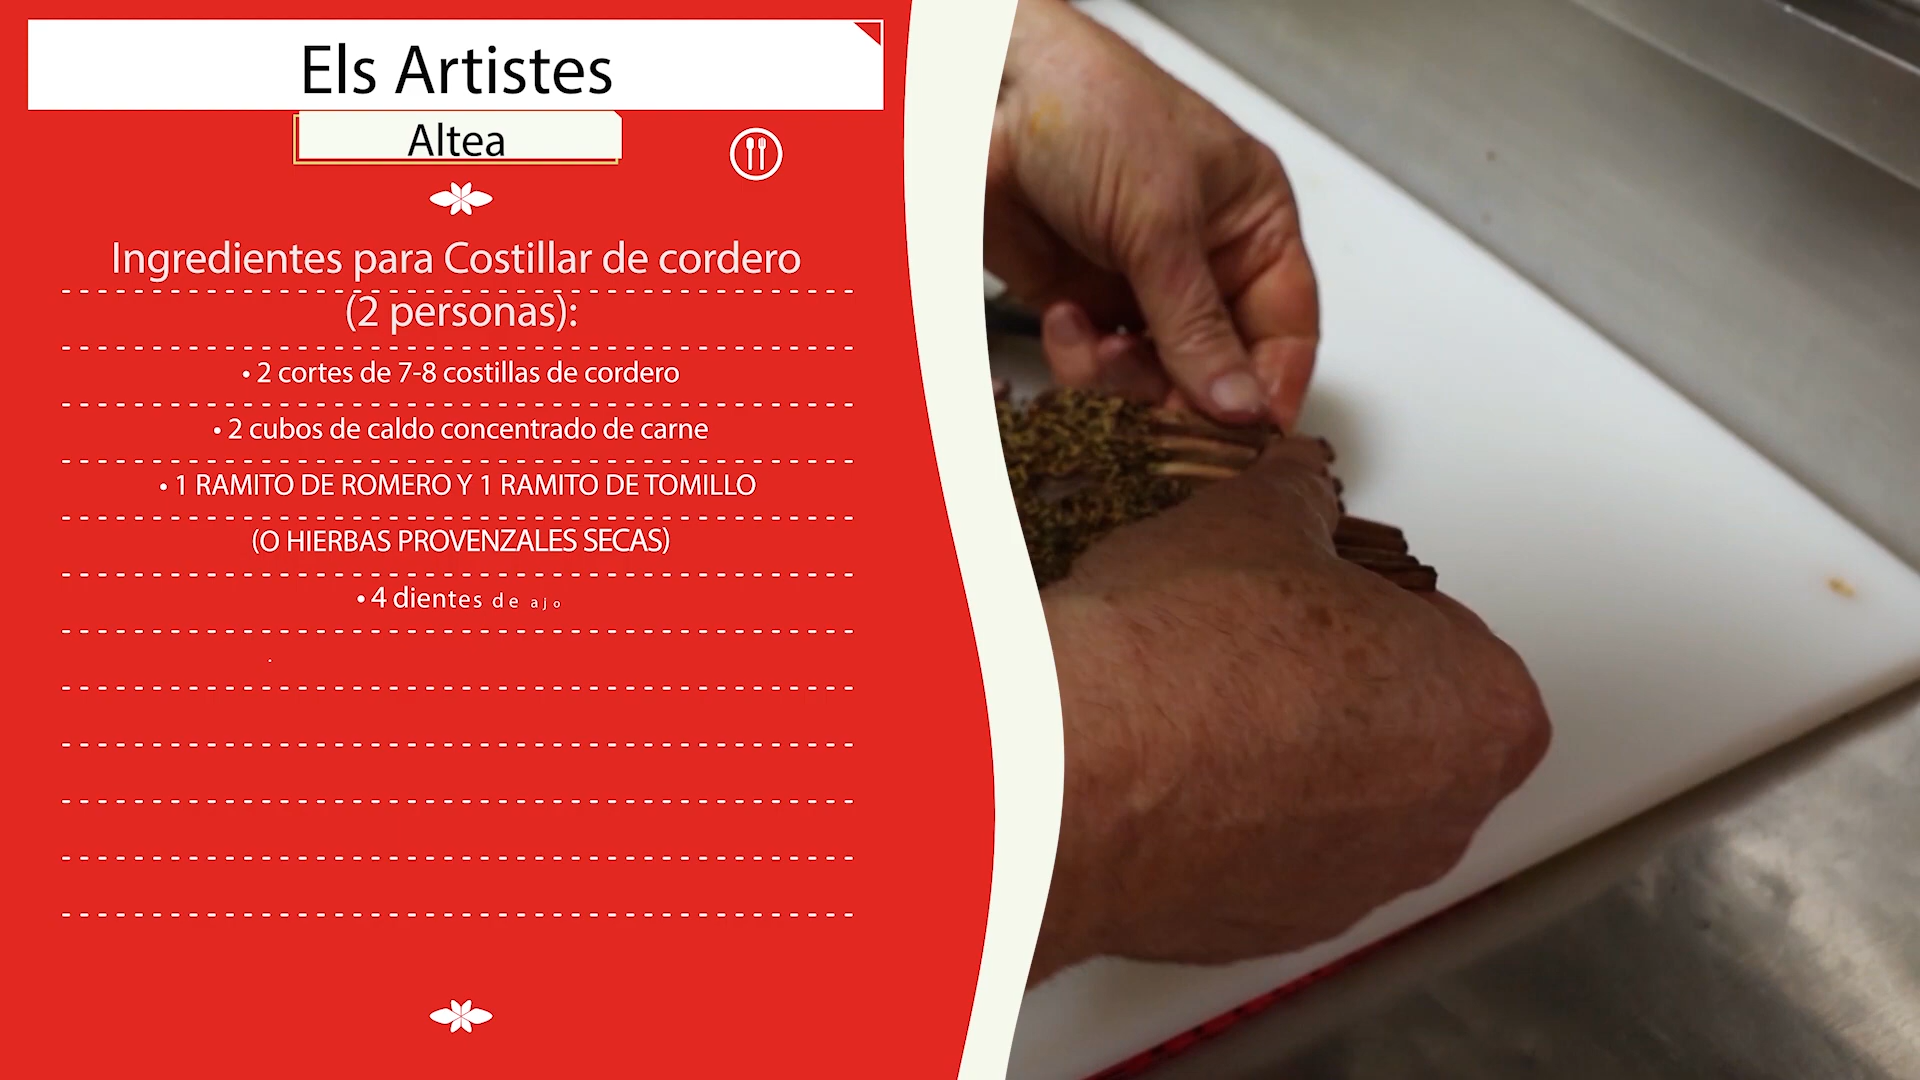 Els Artistes
Altea
Ingredientes para Costillar de cordero
(2 personas):
• 2 cortes de 7-8 costillas de cordero
• 2 cubos de caldo concentrado de carne
• 1 RAMITO DE ROMERO Y 1 RAMITO DE TOMILLO
(O HIERBAS PROVENZALES SECAS)
• 4 dientes de ajo